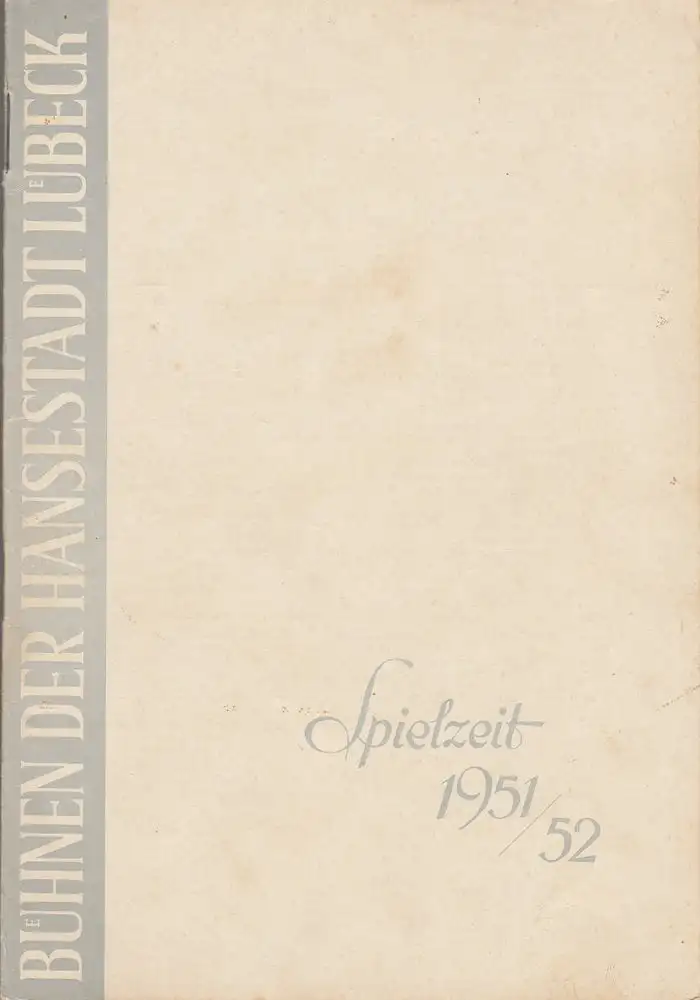 BÜHNEN DER HANSESTADT LÜBECK
Spielzeit
1951/52